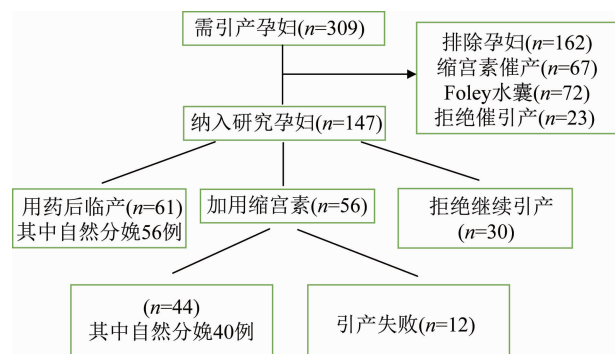 需引产孕妇(n=309)
排除孕妇(n=162)
缩宫素催产(n=67)
Foley水囊(n=72)
拒绝催引产(n=23)
纳入研究孕妇(n=147)
用药后临产(n=61)
其中自然分娩56例
加用缩宫素(n=56)
拒绝继续引产
(n=30)
(n=44)
其中自然分娩40例
引产失败(n=12)